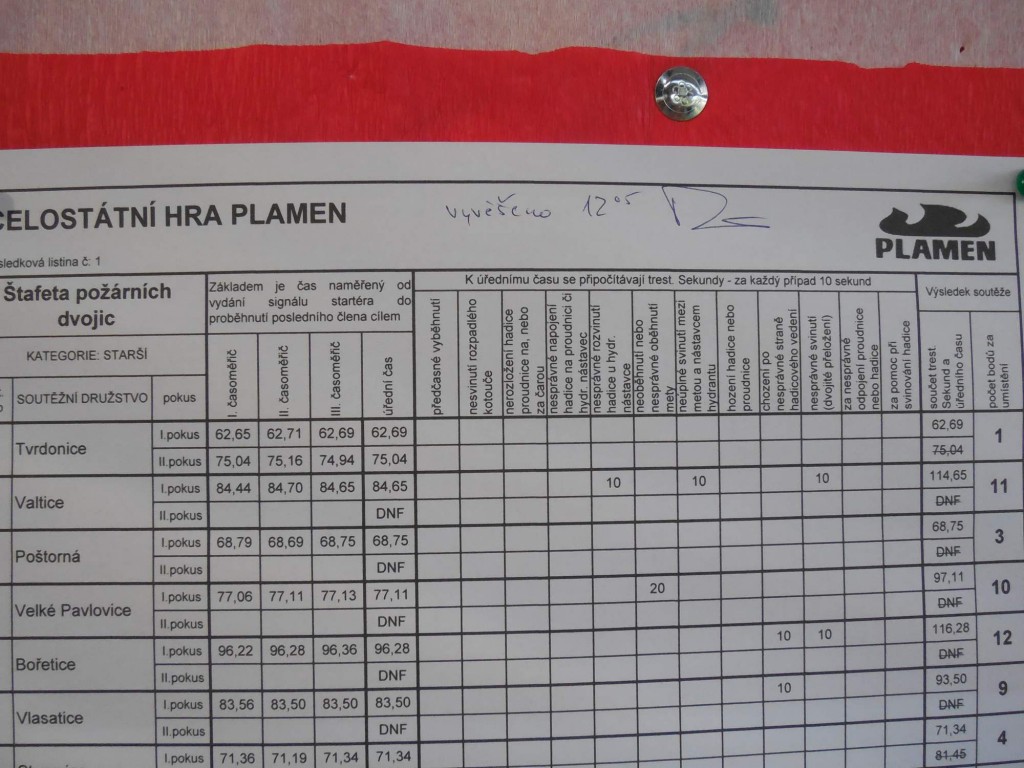 CELOSTÁTNÍ HRA PLAMEN
vyvěšeno 12⁰⁵
PLAMEN
sledková listina č: 1
Štafeta požárních dvojic
Základem je čas naměřený od
vydání signálu startéra do
proběhnutí posledního člena cílem
K úřednímu času se připočítávají trest. Sekundy - za každý případ 10 sekund
Výsledek soutěže
KATEGORIE: STARŠÍ
SOUTĚŽNÍ DRUŽSTVO pokus
I. časoměřič
II. časoměřič
III. časoměřič
úřední čas
předčasné vyběhnutí
nesvinutí rozpadlého kotouče
nerozložení hadice proudnice na, nebo za čarou
nesprávné napojení hadice na proudnici či hydr. nástavec
nesprávné rozvinutí hadice u hydr. nástavce
neoběhnutí nebo nesprávné oběhnutí mety
neúplné svinutí mezi metou a nástavcem hydrantu
hození hadice nebo proudnice
chození po nesprávné straně hadicového vedení
nesprávné svinutí (dvojité přeložení)
za nesprávné odpojení proudnice nebo hadice
za pomoc při svinování hadice
součet trest. Sekund a úředního času
počet bodů za umístění
Tvrdonice
I.pokus 62,65 62,71 62,69 62,69 62,69
II.pokus 75,04 75,16 74,94 75,04 75,04
1
Valtice
I.pokus 84,44 84,70 84,65 84,65 10 10 10 114,65
II.pokus DNF DNF
11
Poštorná
I.pokus 68,79 68,69 68,75 68,75 68,75
II.pokus DNF DNF
3
Velké Pavlovice
I.pokus 77,06 77,11 77,13 77,11 20 97,11
II.pokus DNF DNF
10
Bořetice
I.pokus 96,22 96,28 96,36 96,28 10 10 116,28
II.pokus DNF DNF
12
Vlasatice
I.pokus 83,56 83,50 83,50 83,50 10 93,50
II.pokus DNF DNF
9
I.pokus 71,36 71,19 71,34 71,34 71,34
81,45
4